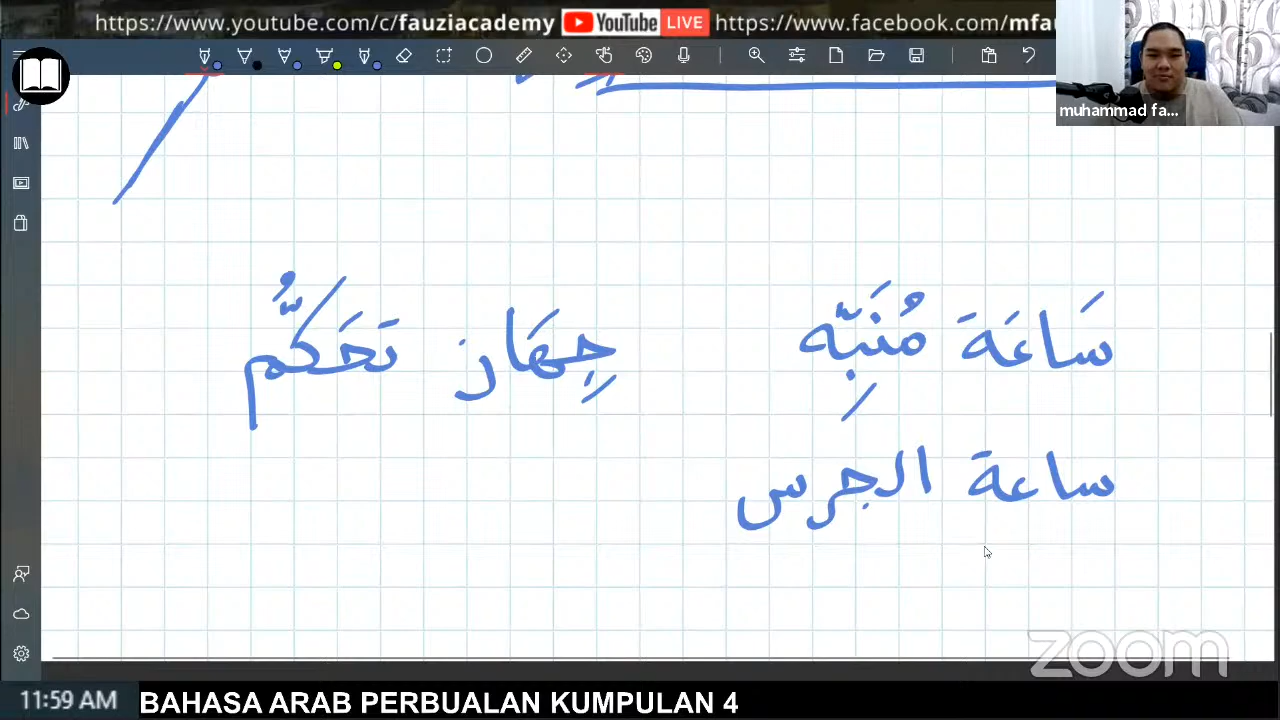 https://www.youtube.com/c/fauziacademy YouTube LIVE https://www.facebook.com/mfau
muhammad fa...
سَاعَة مُنَبِّه جِهَاز تَحَكُّم
ساعة الجرس
zoom
11:59 AM BAHASA ARAB PERBUALAN KUMPULAN 4